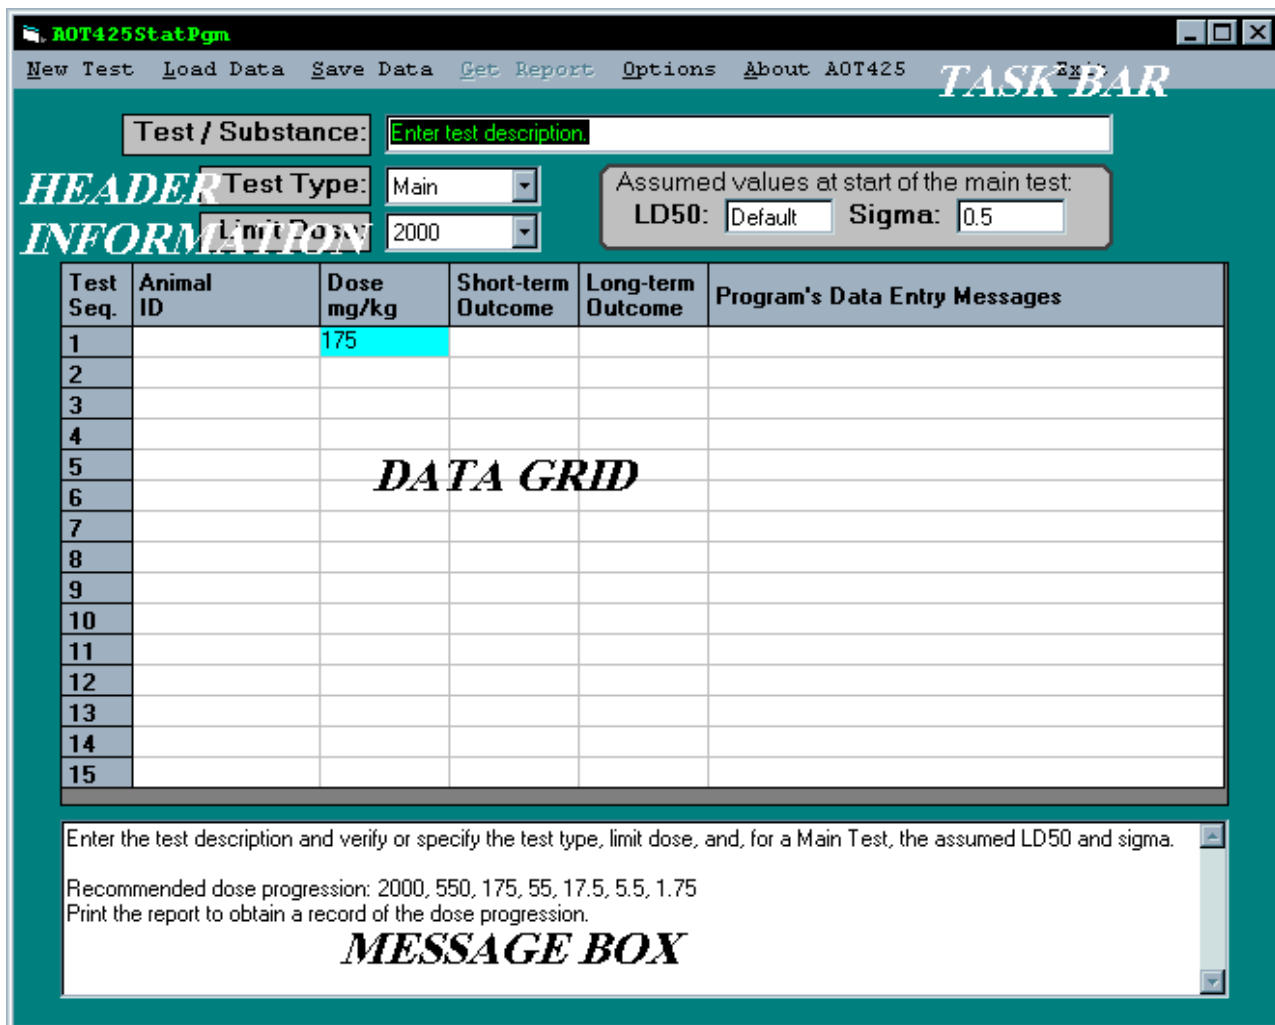 AOT425StatPgm
New Test Load Data Save Data Get Report Options About AOT425 Exit
TASK BAR
Test / Substance: Enter test description.
HEADER
INFORMATION
Test Type: Main
Limit Dose: 2000
Assumed values at start of the main test:
LD50: Default Sigma: 0.5
Test Seq. Animal ID Dose mg/kg Short-term Outcome Long-term Outcome Program's Data Entry Messages
1 175
2
3
4
5
DATA GRID
6
7
8
9
10
11
12
13
14
15
Enter the test description and verify or specify the test type, limit dose, and, for a Main Test, the assumed LD50 and sigma.
Recommended dose progression: 2000, 550, 175, 55, 17.5, 5.5, 1.75
Print the report to obtain a record of the dose progression.
MESSAGE BOX